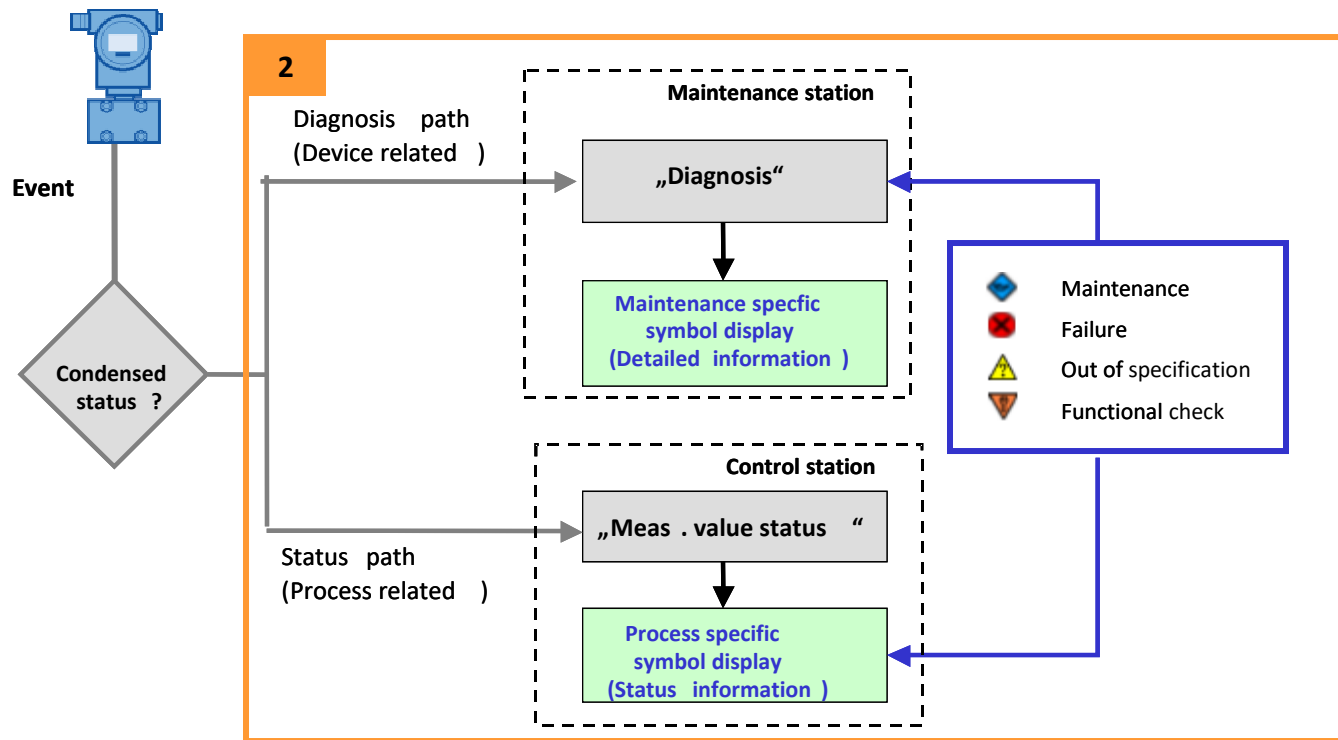 2
Maintenance station
Diagnosis path
(Device related )
„Diagnosis“
Event
Maintenance specfic
symbol display
(Detailed information )
Maintenance
Failure
Out of specification
Functional check
Condensed
status ?
Control station
„Meas . value status “
Status path
(Process related )
Process specific
symbol display
(Status information )